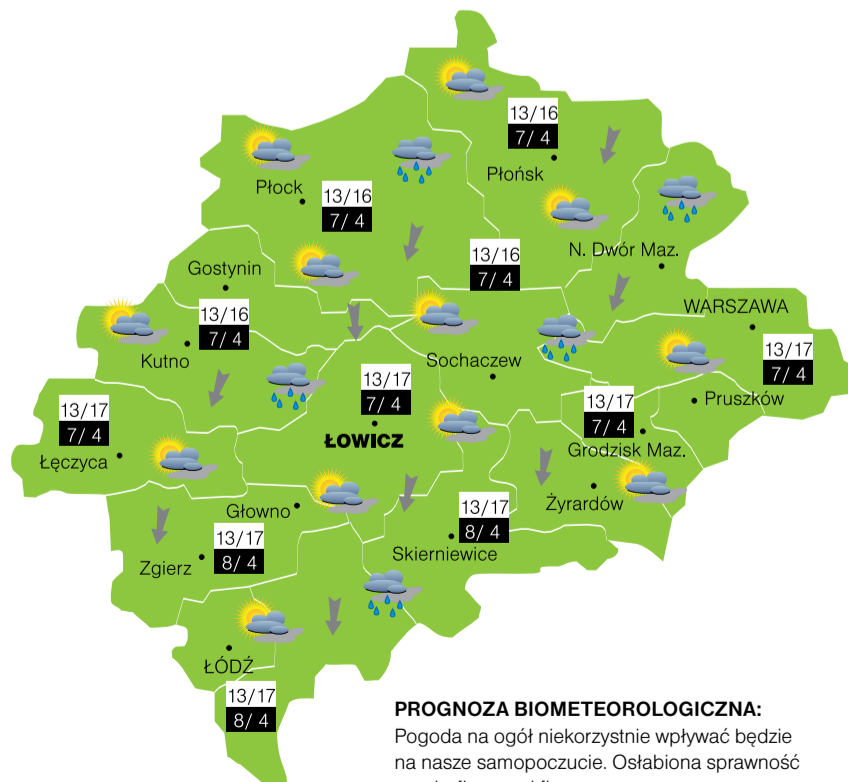 13/16
7/ 4
Płońsk
Płock
13/16
7/ 4
N. Dwór Maz.
13/16
7/ 4
Gostynin
WARSZAWA
13/16
7/ 4
Kutno
13/17
7/ 4
Sochaczew
13/17
7/ 4
ŁOWICZ
Pruszków
13/17
7/ 4
Grodzisk Maz.
13/17
7/ 4
Łęczyca
Żyrardów
Głowno
13/17
8/ 4
Skierniewice
13/17
8/ 4
Zgierz
ŁÓDŹ
13/17
8/ 4
PROGNOZA BIOMETEOROLOGICZNA:
Pogoda na ogół niekorzystnie wpływać będzie
na nasze samopoczucie. Osłabiona sprawność